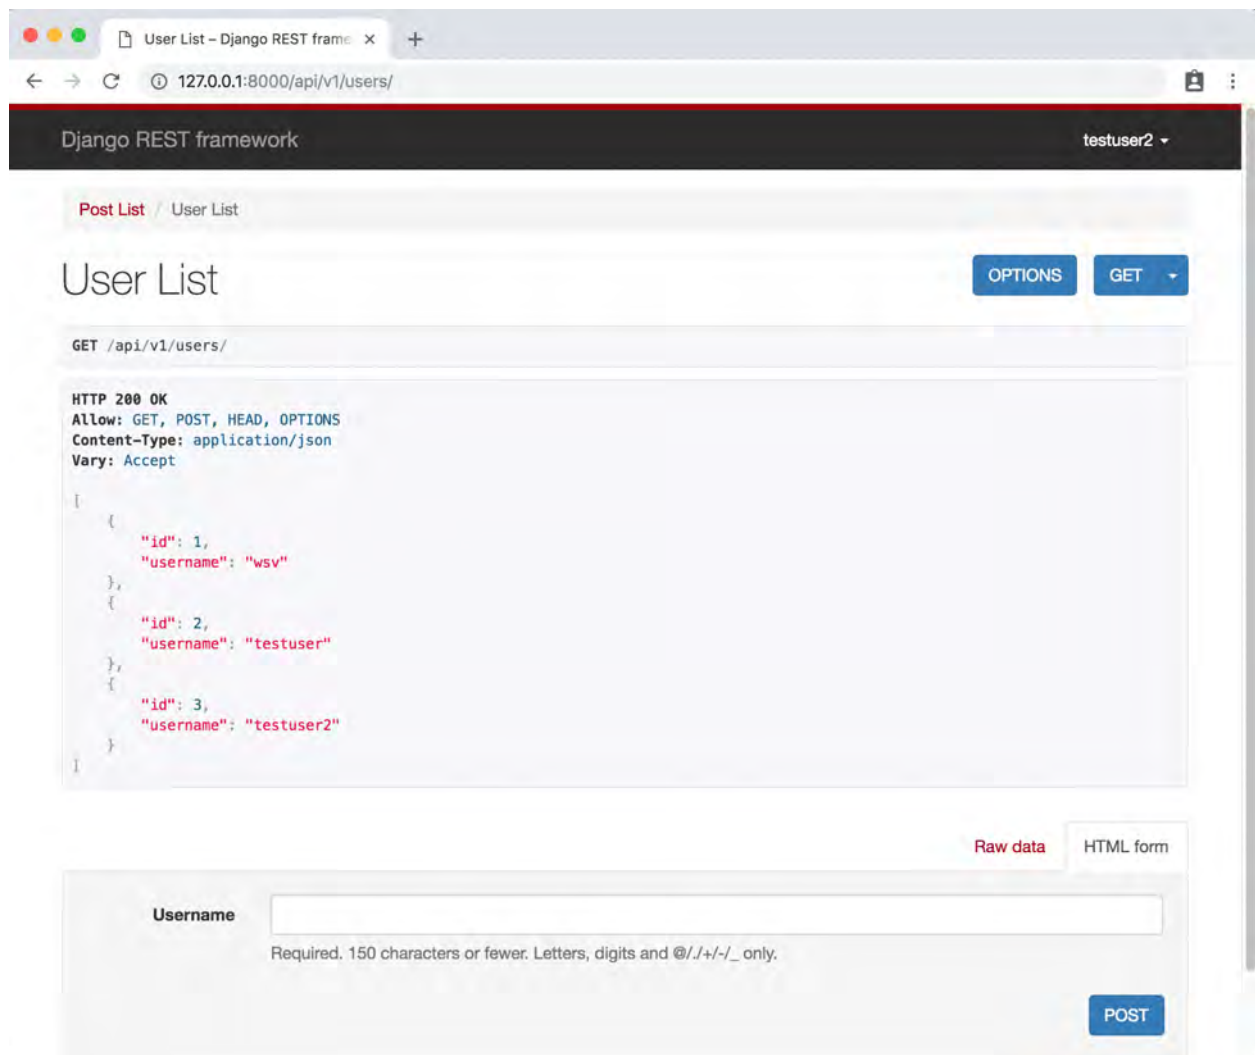 User List – Django REST frame
127.0.0.1:8000/api/v1/users/
Django REST framework
testuser2
Post List / User List
User List
OPTIONS
GET
GET /api/v1/users/
HTTP 200 OK
Allow: GET, POST, HEAD, OPTIONS
Content-Type: application/json
Vary: Accept
[
{
"id": 1,
"username": "wsv"
},
{
"id": 2,
"username": "testuser"
},
{
"id": 3,
"username": "testuser2"
}
]
Raw data
HTML form
Username
Required. 150 characters or fewer. Letters, digits and @/./+/-/_ only.
POST